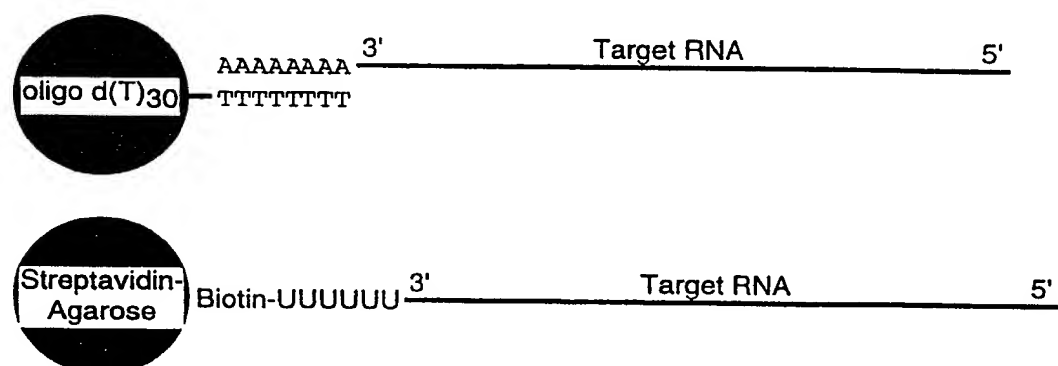 AAAAAAAA 3' Target RNA 5'
oligo d(T)30 TTTTTTTT
Streptavidin-
Agarose
Biotin-UUUUUU 3' Target RNA 5'